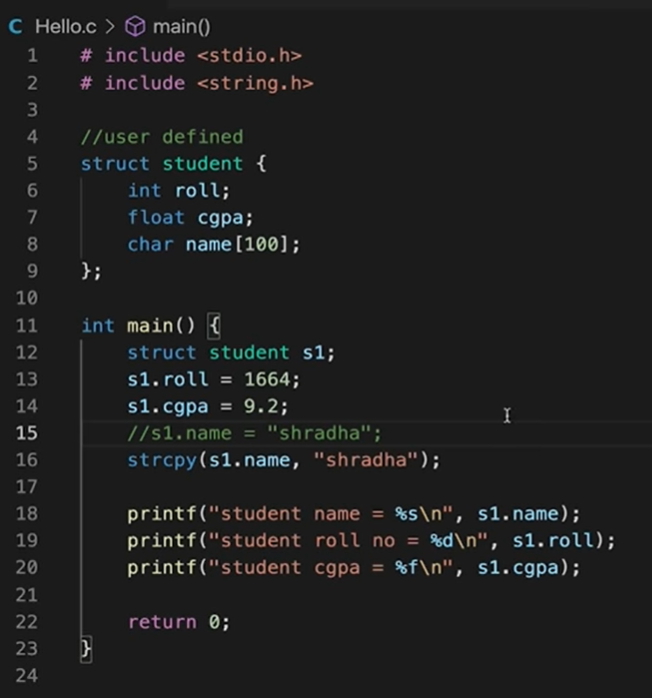 C Hello.c > main()
1 # include <stdio.h>
2 # include <string.h>
3
4 //user defined
5 struct student {
6     int roll;
7     float cgpa;
8     char name[100];
9 };
10
11 int main() {
12     struct student s1;
13     s1.roll = 1664;
14     s1.cgpa = 9.2;
15     //s1.name = "shradha";
16     strcpy(s1.name, "shradha");
17
18     printf("student name = %s\n", s1.name);
19     printf("student roll no = %d\n", s1.roll);
20     printf("student cgpa = %f\n", s1.cgpa);
21
22     return 0;
23 }
24